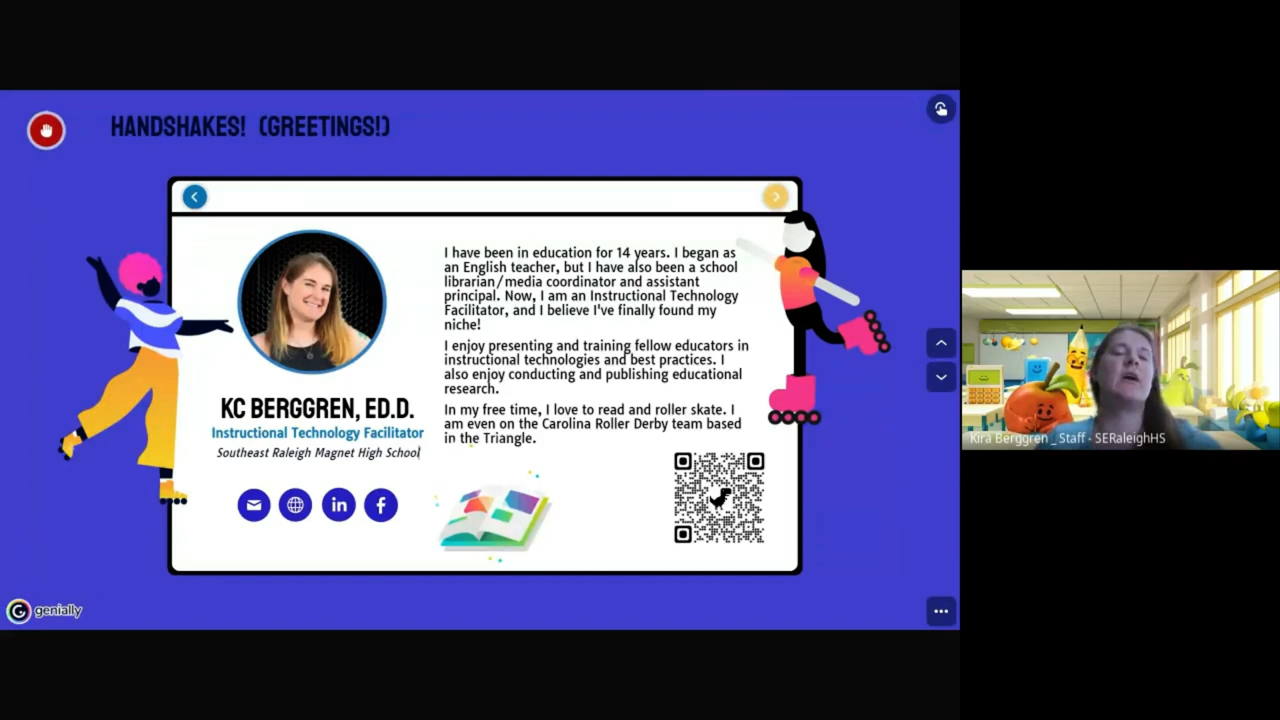 HANDSHAKES! (GREETINGS!)
I have been in education for 14 years. I began as
an English teacher, but I have also been a school
librarian/media coordinator and assistant
principal. Now, I am an Instructional Technology
Facilitator, and I believe I've finally found my
niche!
I enjoy presenting and training fellow educators in
instructional technologies and best practices. I
also enjoy conducting and publishing educational
research.
In my free time, I love to read and roller skate. I
am even on the Carolina Roller Derby team based
in the Triangle.
KC BERGGREN, ED.D.
Instructional Technology Facilitator
Southeast Raleigh Magnet High School
in
f
genially
Kira Berggren _ Staff - SERaleighHS